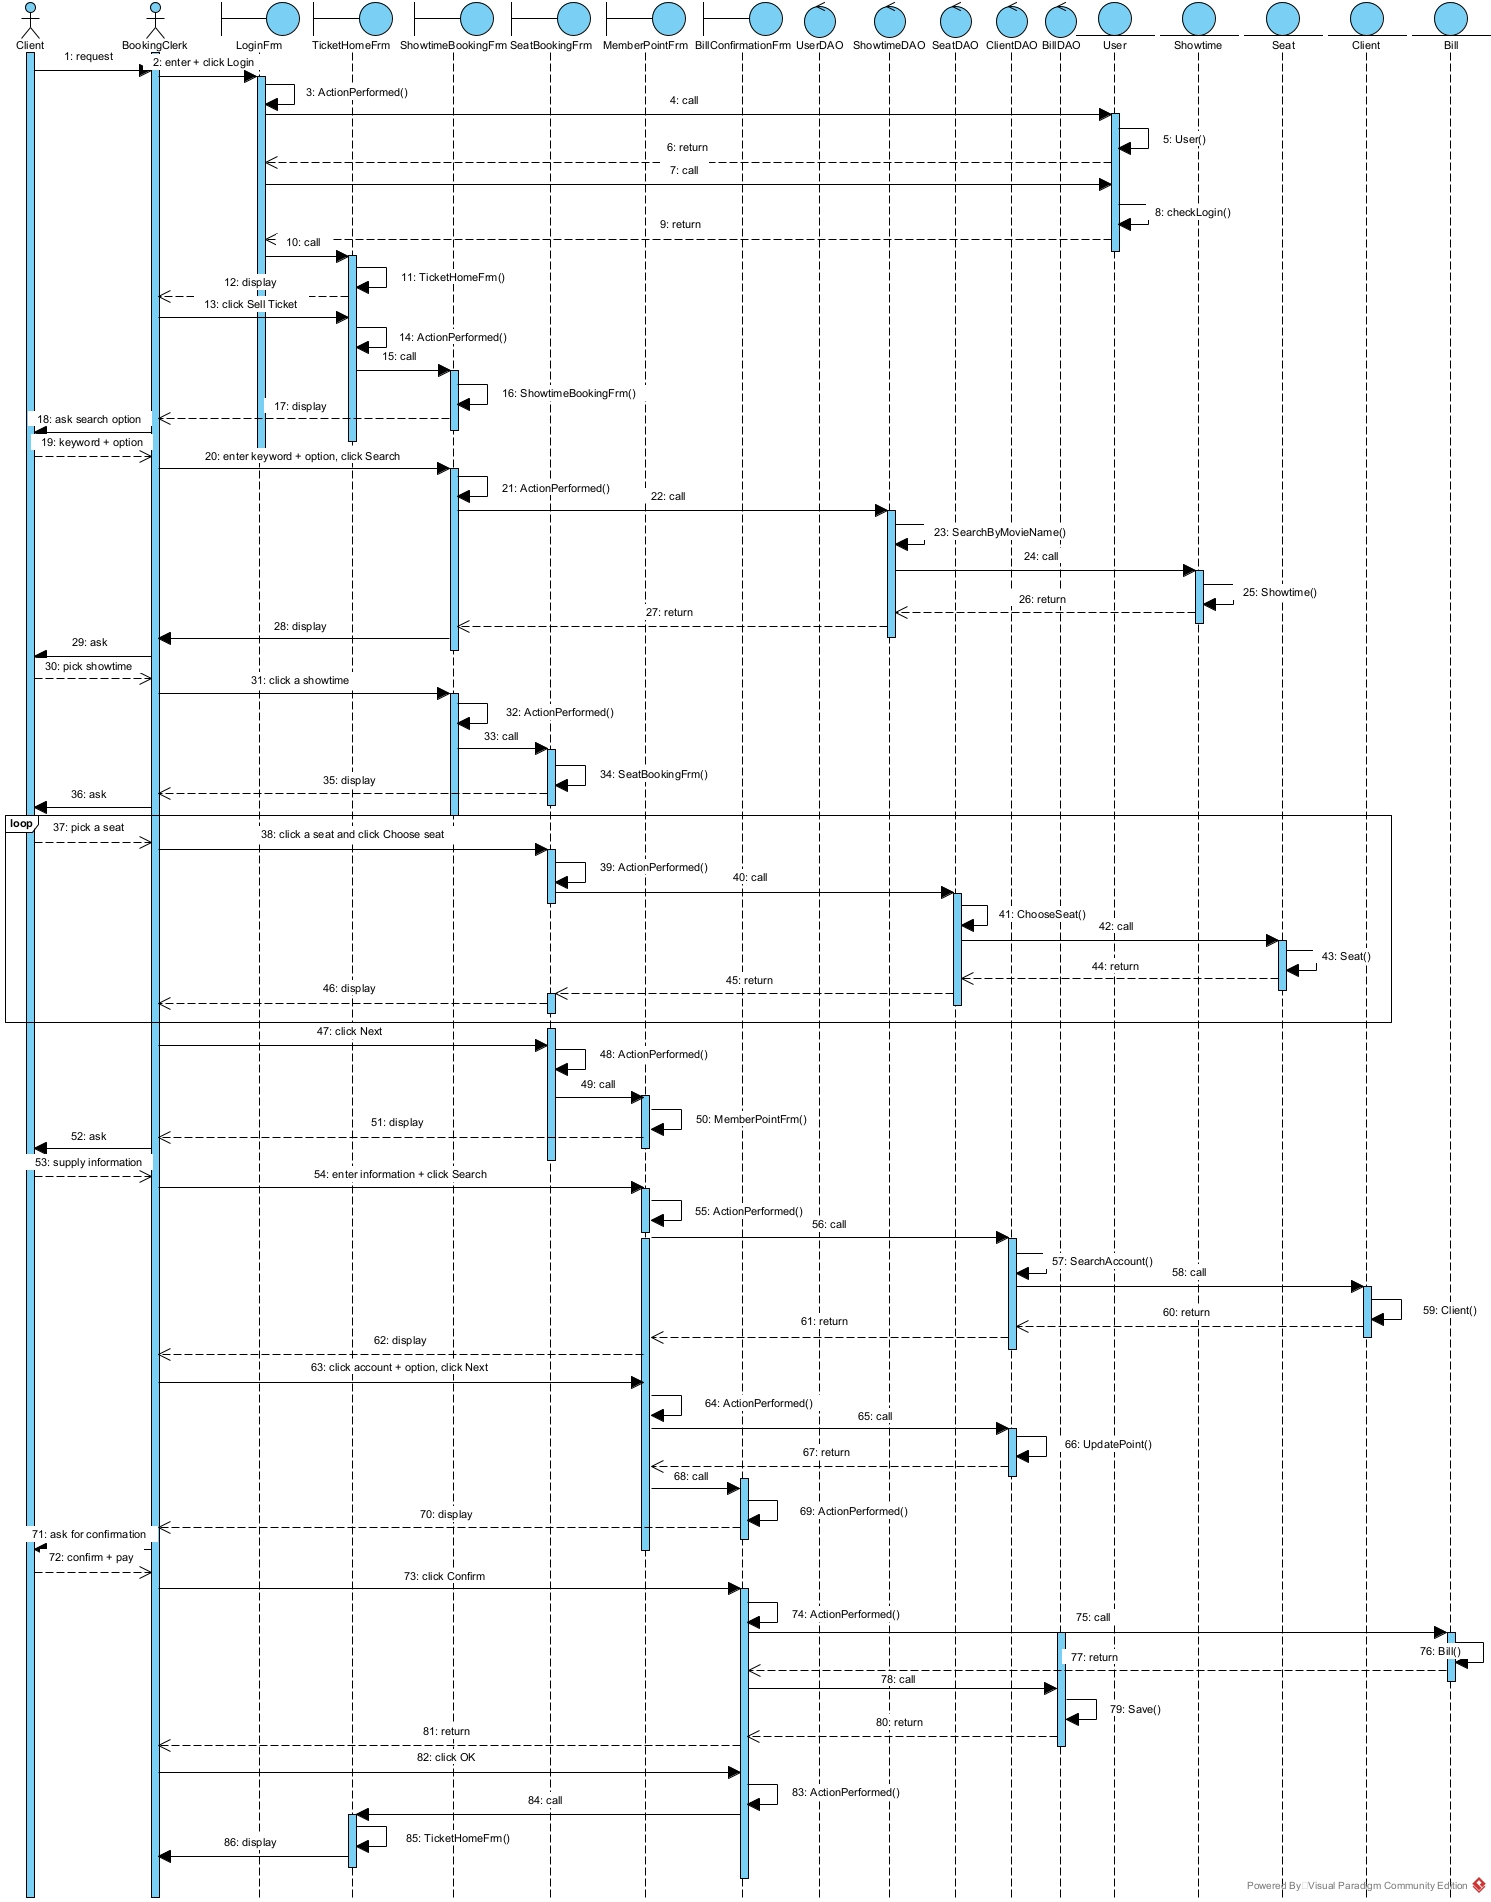 Client
BookingClerk
LoginFrm
TicketHomeFrm
ShowtimeBookingFrm
SeatBookingFrm
MemberPointFrm
BillConfirmationFrm
UserDAO
ShowtimeDAO
SeatDAO
ClientDAO
BillDAO
User
Showtime
Seat
Client
Bill
1: request
2: enter + click Login
3: ActionPerformed()
4: call
5: User()
6: return
7: call
8: checkLogin()
9: return
10: call
11: TicketHomeFrm()
12: display
13: click Sell Ticket
14: ActionPerformed()
15: call
16: ShowtimeBookingFrm()
17: display
18: ask search option
19: keyword + option
20: enter keyword + option, click Search
21: ActionPerformed()
22: call
23: SearchByMovieName()
24: call
25: Showtime()
26: return
27: return
28: display
29: ask
30: pick showtime
31: click a showtime
32: ActionPerformed()
33: call
34: SeatBookingFrm()
35: display
36: ask
loop
37: pick a seat
38: click a seat and click Choose seat
39: ActionPerformed()
40: call
41: ChooseSeat()
42: call
43: Seat()
44: return
45: return
46: display
47: click Next
48: ActionPerformed()
49: call
50: MemberPointFrm()
51: display
52: ask
53: supply information
54: enter information + click Search
55: ActionPerformed()
56: call
57: SearchAccount()
58: call
59: Client()
60: return
61: return
62: display
63: click account + option, click Next
64: ActionPerformed()
65: call
66: UpdatePoint()
67: return
68: call
69: ActionPerformed()
70: display
71: ask for confirmation
72: confirm + pay
73: click Confirm
74: ActionPerformed()
75: call
76: Bill()
77: return
78: call
79: Save()
80: return
81: return
82: click OK
83: ActionPerformed()
84: call
85: TicketHomeFrm()
86: display
Powered By Visual Paradigm Community Edition